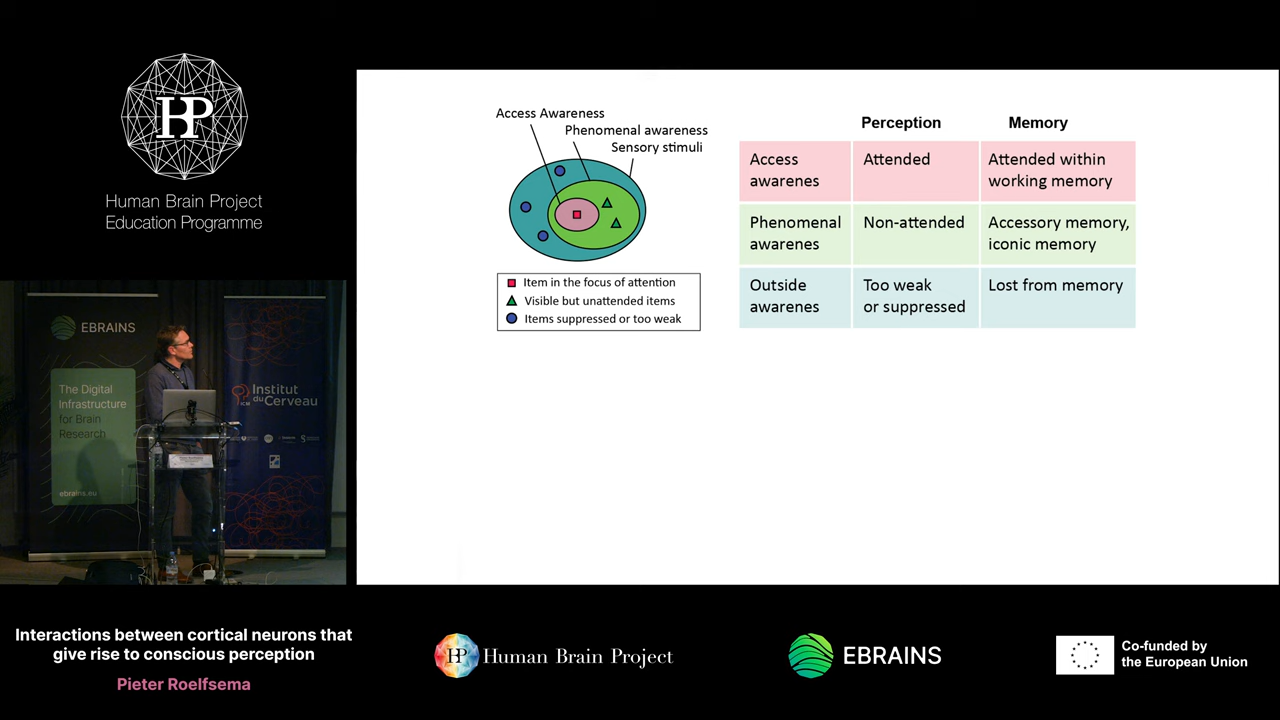 HP
Human Brain Project
Education Programme
EBRAINS
The Digital
Infrastructure
for Brain
Research
ebrains.eu
Institut
du Cerveau
ICM
Access Awareness
Phenomenal awareness
Sensory stimuli
Item in the focus of attention
Visible but unattended items
Items suppressed or too weak
Perception
Memory
Access
awarenes
Attended
Attended within
working memory
Phenomenal
awarenes
Non-attended
Accessory memory,
iconic memory
Outside
awarenes
Too weak
or suppressed
Lost from memory
Interactions between cortical neurons that
give rise to conscious perception
Pieter Roelfsema
HP
Human Brain Project
EBRAINS
Co-funded by
the European Union